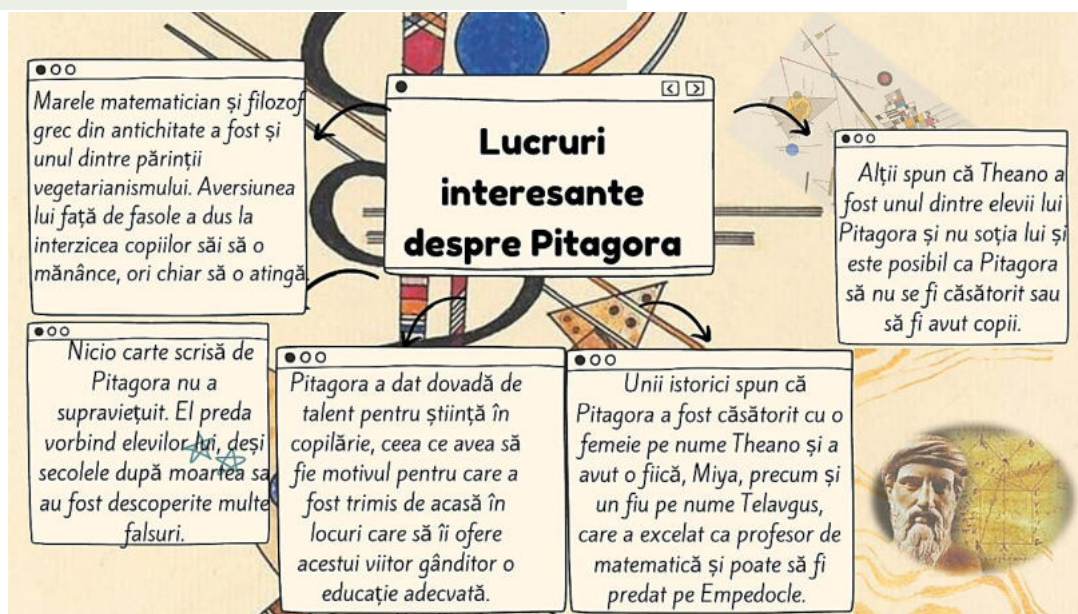 Lucruri
interesante
despre Pitagora
Marele matematician și filozof
grec din antichitate a fost și
unul dintre părinții
vegetarianismului. Aversiunea
lui față de fasole a dus la
interzicea copiilor săi să o
mănânce, ori chiar să o atingă
Nicio carte scrisă de
Pitagora nu a
supraviețuit. El preda
vorbind elevilor lui, deși
secolele după moartea sa
au fost descoperite multe
falsuri.
Pitagora a dat dovadă de
talent pentru știință în
copilărie, ceea ce avea să
fie motivul pentru care a
fost trimis de acasă în
locuri care să îi ofere
acestui viitor gânditor o
educație adecvată.
Unii istorici spun că
Pitagora a fost căsătorit cu o
femeie pe nume Theano și a
avut o fiică, Miya, precum și
un fiu pe nume Telavgus,
care a excelat ca profesor de
matematică și poate să fi
predat pe Empedocle.
Alții spun că Theano a
fost unul dintre elevii lui
Pitagora și nu soția lui și
este posibil ca Pitagora
să nu se fi căsătorit sau
să fi avut copii.